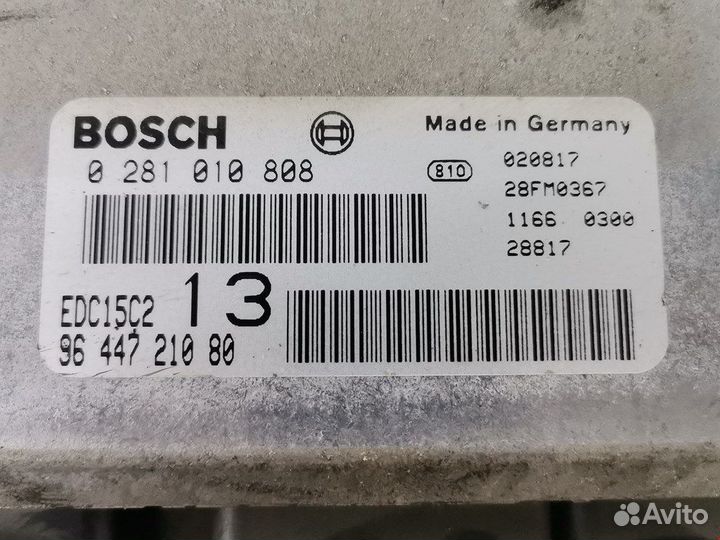 BOSCH
Made in Germany
0 281 010 808
810
020817
28FM0367
1166 0300
28817
EDC15C2
13
96 447 210 80
Avito